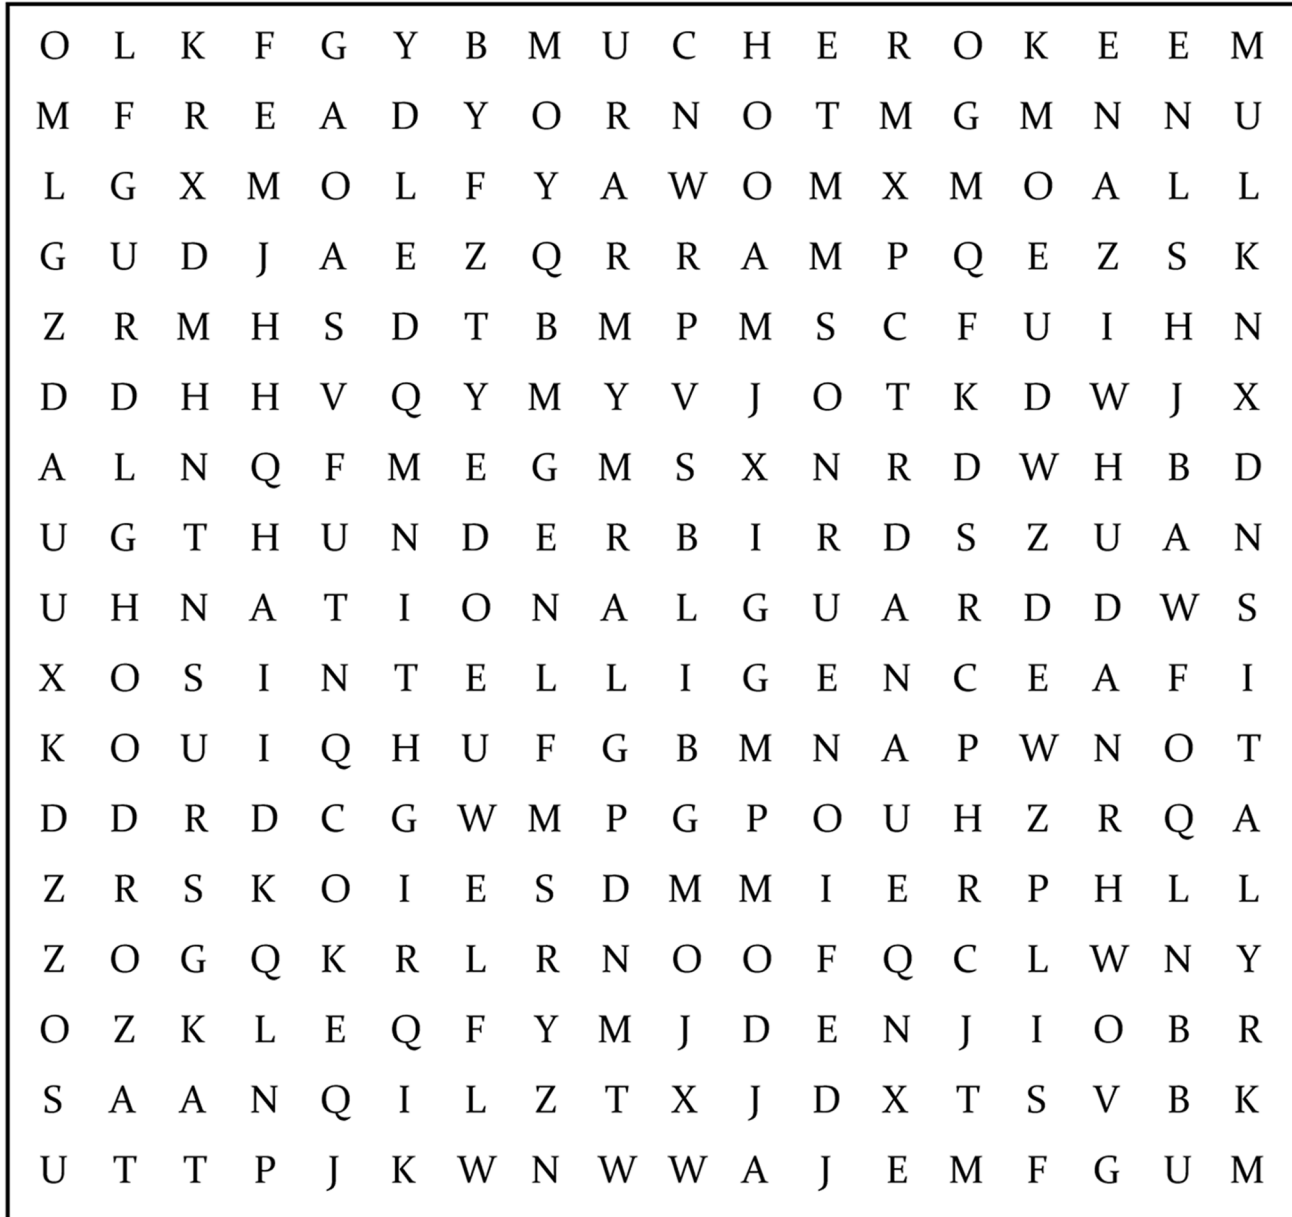 O L K F G Y B M U C H E R O K E E M
M F R E A D Y O R N O T M G M N N U
L G X M O L F Y A W O M X M O A L L
G U D J A E Z Q R R A M P Q E Z S K
Z R M H S D T B M P M S C F U I H N
D D H H V Q Y M Y V J O T K D W J X
A L N Q F M E G M S X N R D W H B D
U G T H U N D E R B I R D S Z U A N
U H N A T I O N A L G U A R D D W S
X O S I N T E L L I G E N C E A F I
K O U I Q H U F G B M N A P W N O T
D D R D C G W M P G P O U H Z R Q A
Z R S K O I E S D M M I E R P H L L
Z O G Q K R L R N O O F Q C L W N Y
O Z K L E Q F Y M J D E N J I O B R
S A A N Q I L Z T X J D X T S V B K
U T T P J K W N W W A J E M F G U M